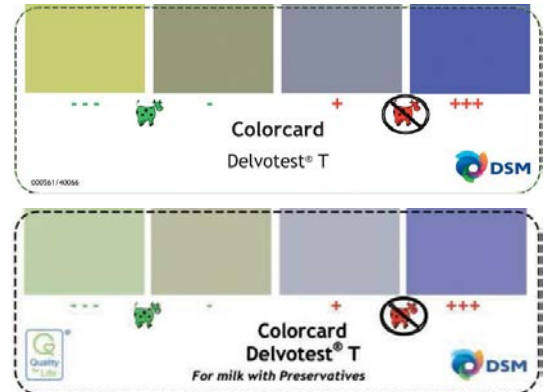 - - - - + +++
Colorcard
Delvotest® T
000561/40066
DSM
- - - - + +++
Colorcard
Delvotest® T
For milk with Preservatives
Q
Quality
for Life
®
DSM